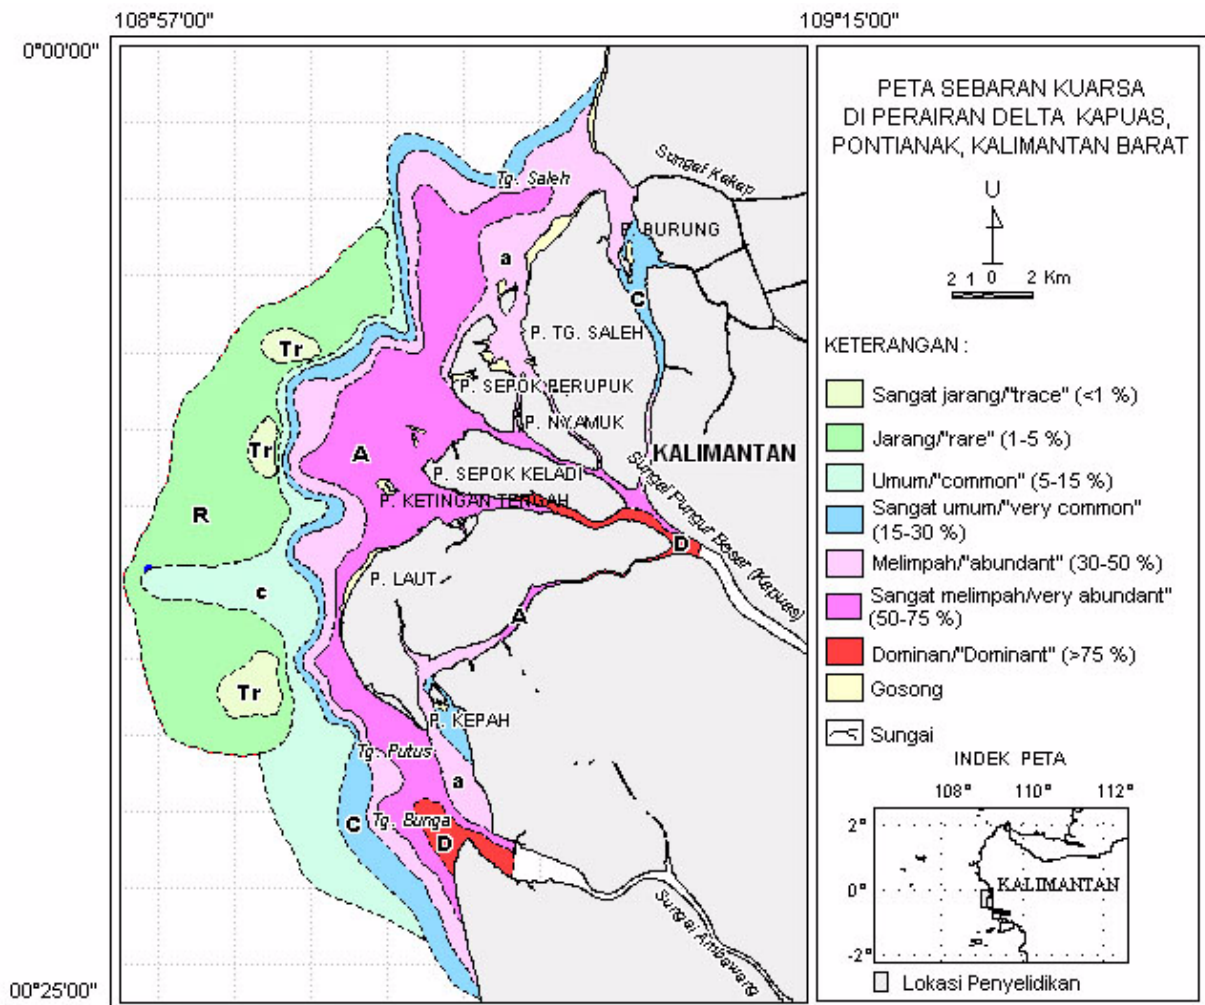 108°57'00"
109°15'00"
0°00'00"
00°25'00"
Sungai Kakap
Tg. Saleh
P. BURUNG
a
C
P. TG. SALEH
Tr
P. SEPOK PERUPUK
P. NYAMUK
KALIMANTAN
Tr
A
P. SEPOK KELADI
Sungai Pungur Besar (Kapuas)
P. KETINGAN TENGAH
R
D
P. LAUT
c
A
Tr
P. KEPAH
Tg. Putus
a
C
Tg. Bunga
D
Sungai Ambawang
PETA SEBARAN KUARSA
DI PERAIRAN DELTA KAPUAS,
PONTIANAK, KALIMANTAN BARAT
U
2 1 0 2 Km
KETERANGAN :
Sangat jarang/"trace" (<1 %)
Jarang/"rare" (1-5 %)
Umum/"common" (5-15 %)
Sangat umum/"very common"
(15-30 %)
Melimpah/"abundant" (30-50 %)
Sangat melimpah/very abundant"
(50-75 %)
Dominan/"Dominant" (>75 %)
Gosong
Sungai
INDEK PETA
108° 110° 112°
2°
0°
-2°
KALIMANTAN
Lokasi Penyelidikan